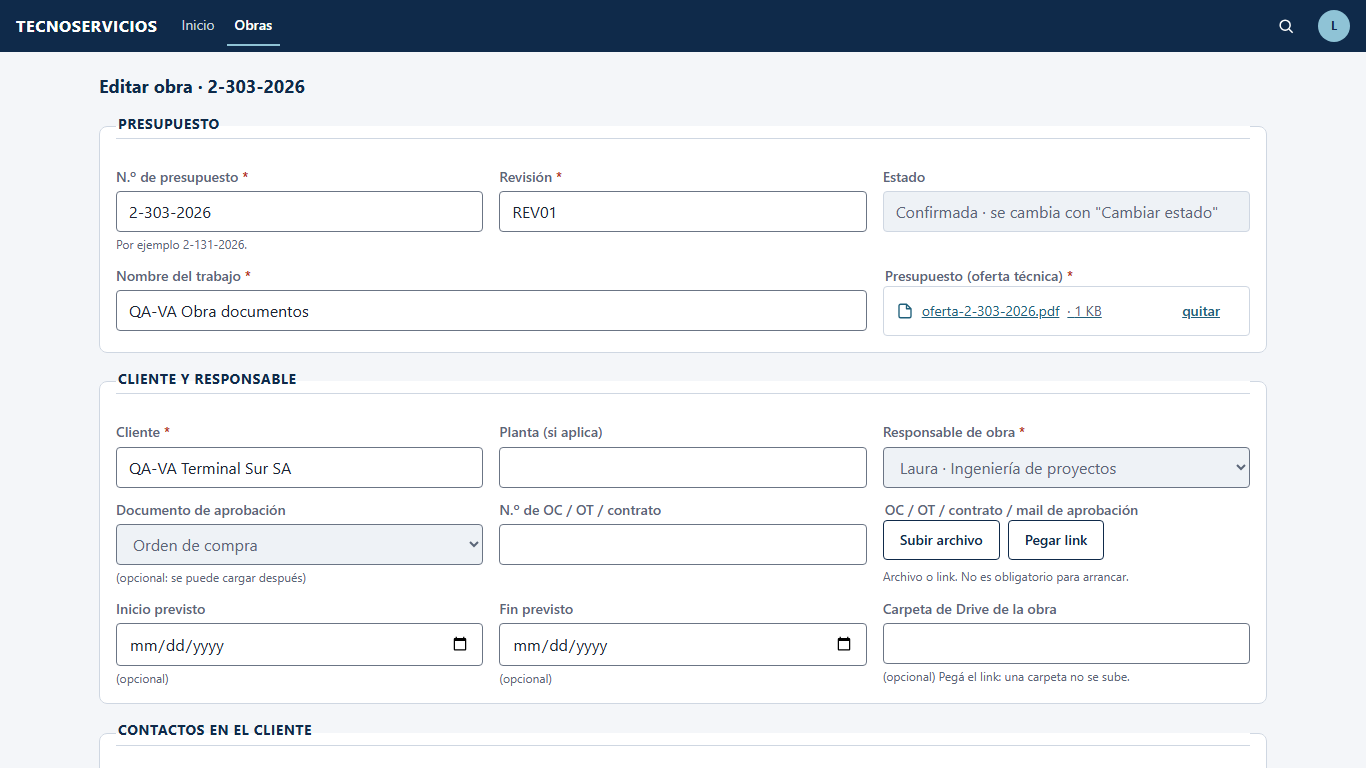 TECNOSERVICIOS Inicio Obras L
Editar obra · 2-303-2026
PRESUPUESTO
N.º de presupuesto * Revisión * Estado
2-303-2026 REV01 Confirmada · se cambia con "Cambiar estado"
Por ejemplo 2-131-2026.
Nombre del trabajo * Presupuesto (oferta técnica) *
QA-VA Obra documentos oferta-2-303-2026.pdf · 1 KB quitar
CLIENTE Y RESPONSABLE
Cliente * Planta (si aplica) Responsable de obra *
QA-VA Terminal Sur SA Laura · Ingeniería de proyectos
Documento de aprobación N.º de OC / OT / contrato OC / OT / contrato / mail de aprobación
Orden de compra Subir archivo Pegar link
(opcional: se puede cargar después) Archivo o link. No es obligatorio para arrancar.
Inicio previsto Fin previsto Carpeta de Drive de la obra
mm/dd/yyyy mm/dd/yyyy
(opcional) (opcional) (opcional) Pegá el link: una carpeta no se sube.
CONTACTOS EN EL CLIENTE